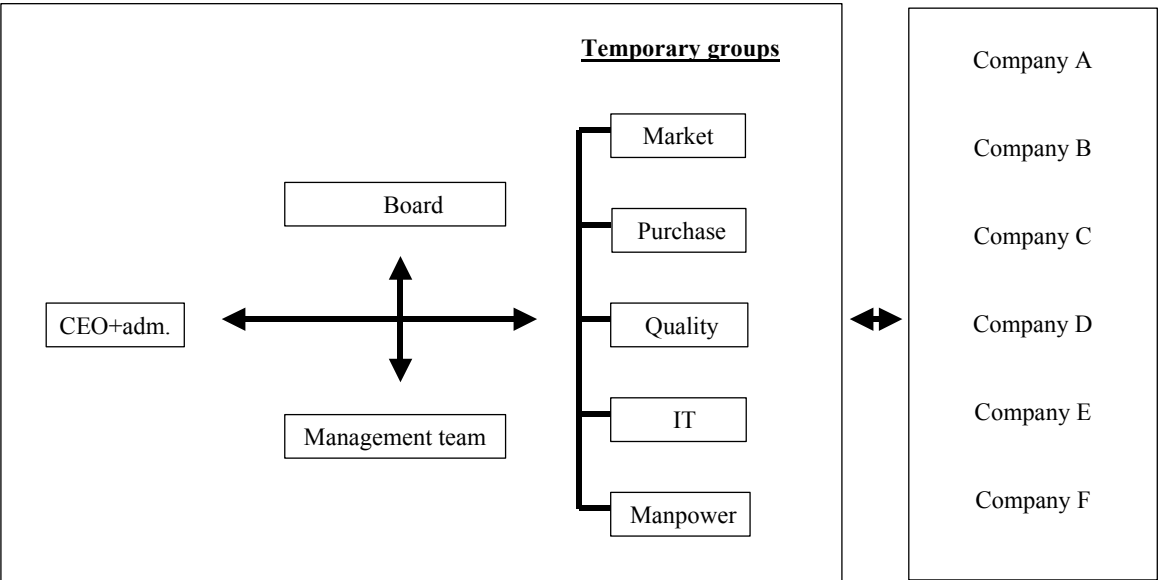 Temporary groups
Market
Purchase
Quality
IT
Manpower
Board
CEO+adm.
Management team
Company A
Company B
Company C
Company D
Company E
Company F